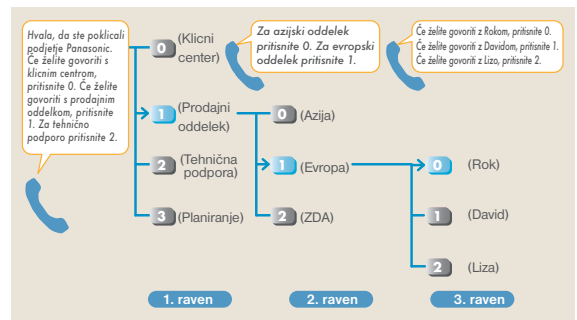 Hvala, da ste poklicali
podjetje Panasonic.
Če želite govoriti s
klicnim centrom,
pritisnite 0. Če želite
govoriti s prodajnim
oddelkom, pritisnite
1. Za tehnično
podporo pritisnite 2.
0 (Klicni
center)
1 (Prodajni
oddelek)
2 (Tehnična
podpora)
3 (Planiranje)
1. raven
Za azijski oddelek
pritisnite 0. Za evropski
oddelek pritisnite 1.
0 (Azija)
1 (Evropa)
2 (ZDA)
2. raven
Če želite govoriti z Rokom, pritisnite 0.
Če želite govoriti z Davidom, pritisnite 1.
Če želite govoriti z Lizo, pritisnite 2.
0 (Rok)
1 (David)
2 (Liza)
3. raven